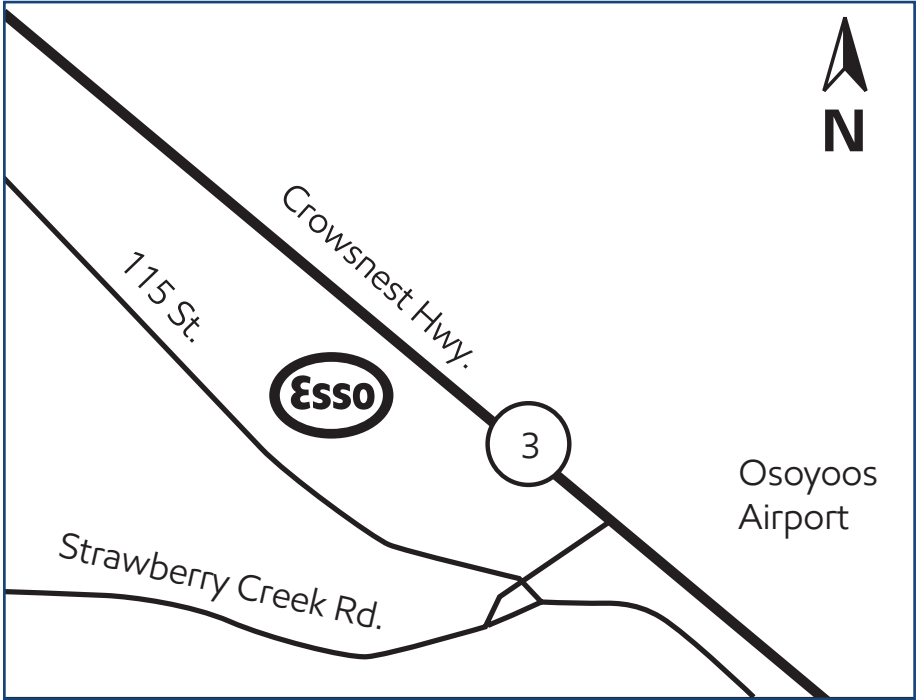 N
Crowsnest Hwy.
115 St.
Esso
3
Osoyoos
Airport
Strawberry Creek Rd.